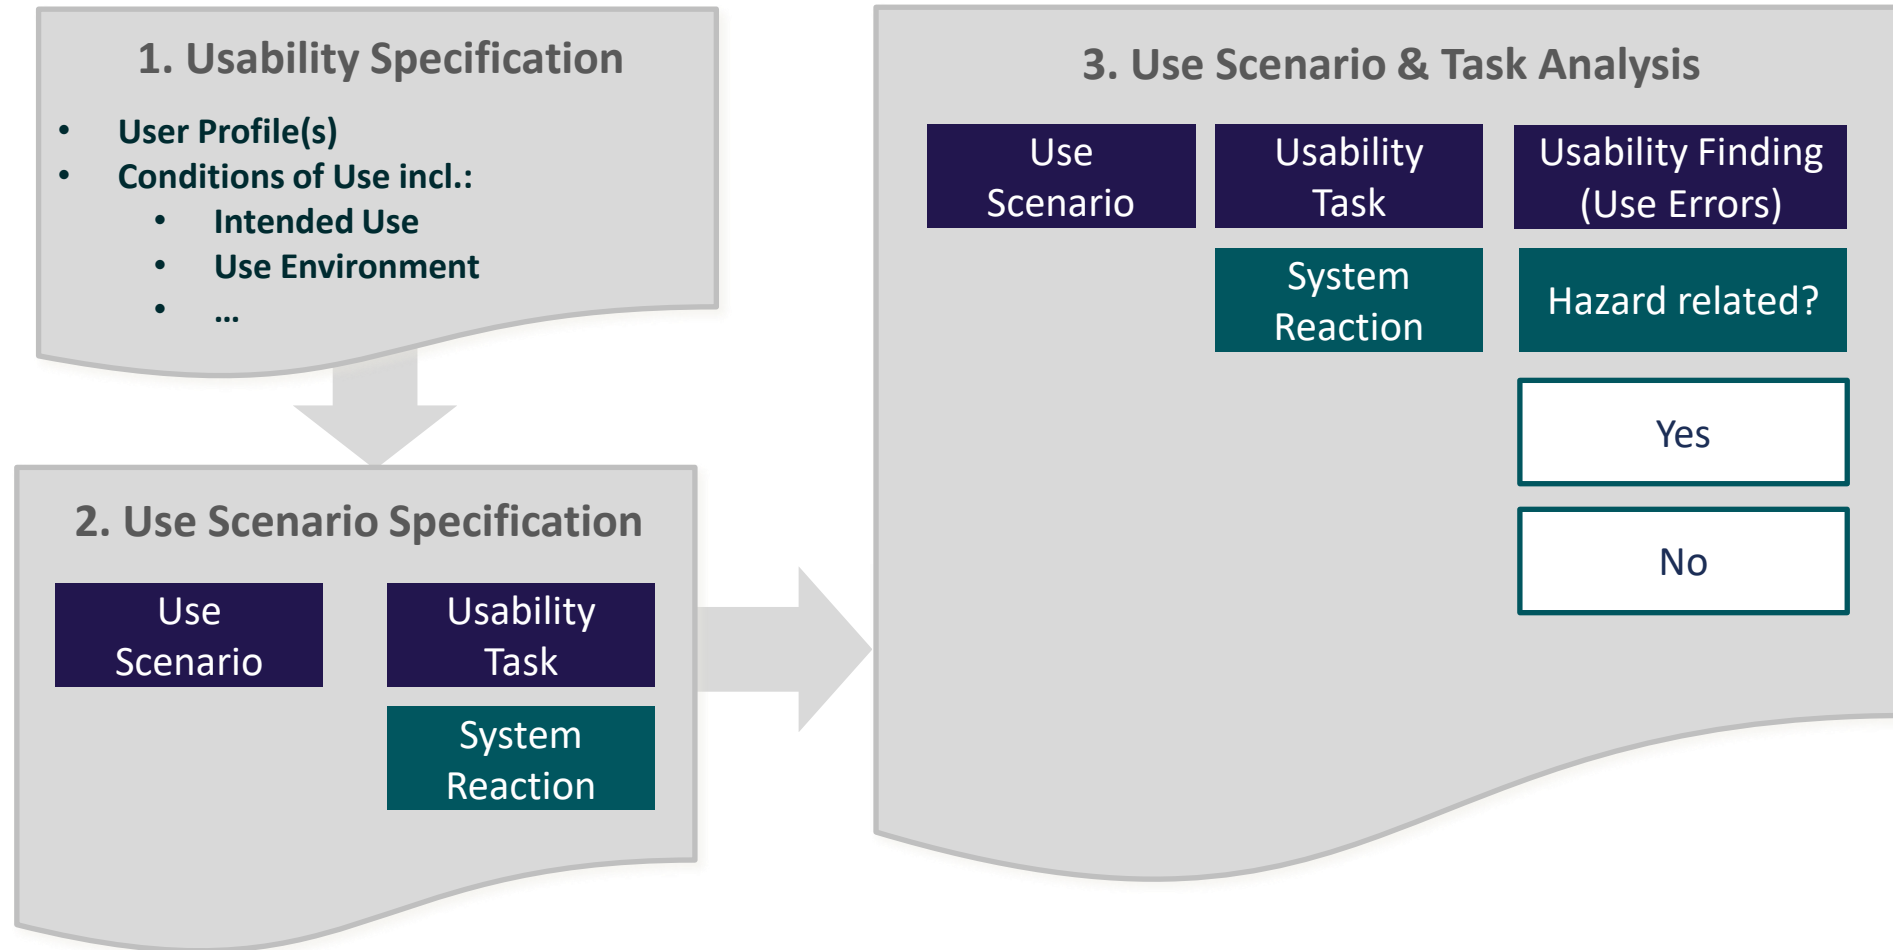 1. Usability Specification
• User Profile(s)
• Conditions of Use incl.:
• Intended Use
• Use Environment
• ...
2. Use Scenario Specification
Use
Scenario
Usability
Task
System
Reaction
3. Use Scenario & Task Analysis
Use
Scenario
Usability
Task
Usability Finding
(Use Errors)
System
Reaction
Hazard related?
Yes
No